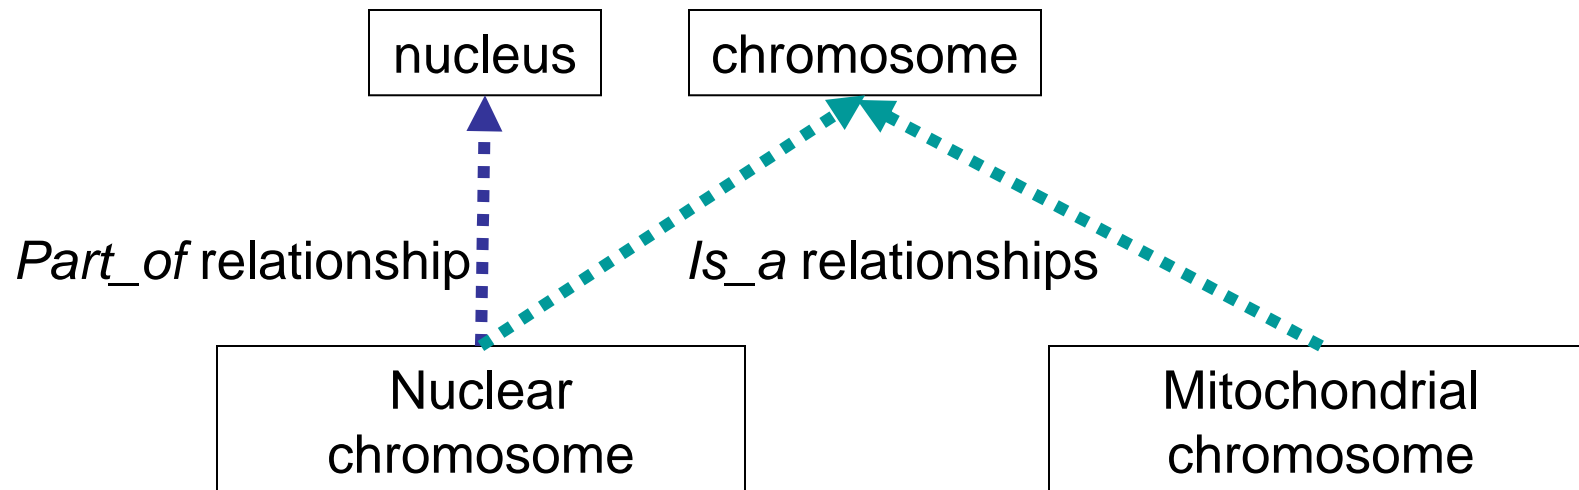 nucleus
chromosome
Part_of relationship
Is_a relationships
Nuclear
chromosome
Mitochondrial
chromosome